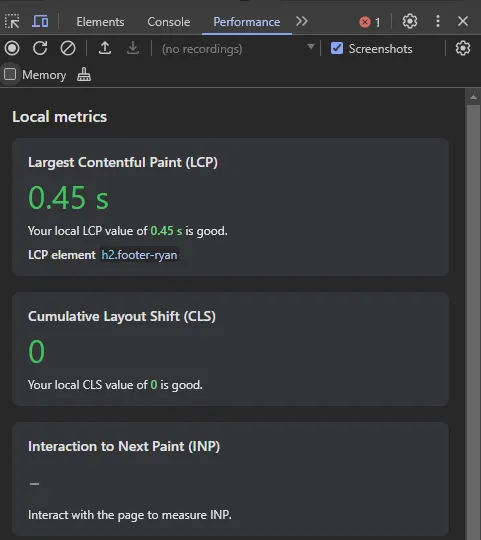 Elements Console Performance 1
(no recordings) Screenshots
Memory
Local metrics
Largest Contentful Paint (LCP)
0.45 s
Your local LCP value of 0.45 s is good.
LCP element h2.footer-ryan
Cumulative Layout Shift (CLS)
0
Your local CLS value of 0 is good.
Interaction to Next Paint (INP)
-
Interact with the page to measure INP.